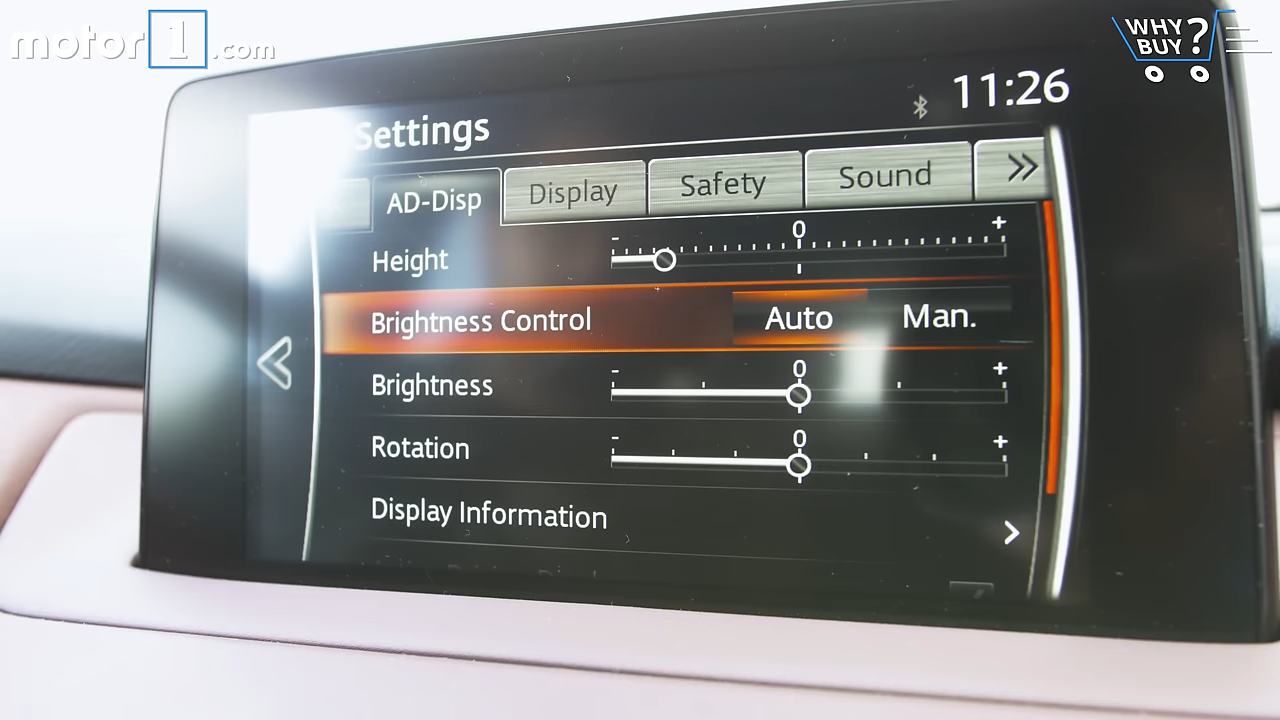 motor1.com
WHY BUY?
11:26
Settings
AD-Disp Display Safety Sound
Height - 0 +
Brightness Control Auto Man.
Brightness - 0 +
Rotation - 0 +
Display Information